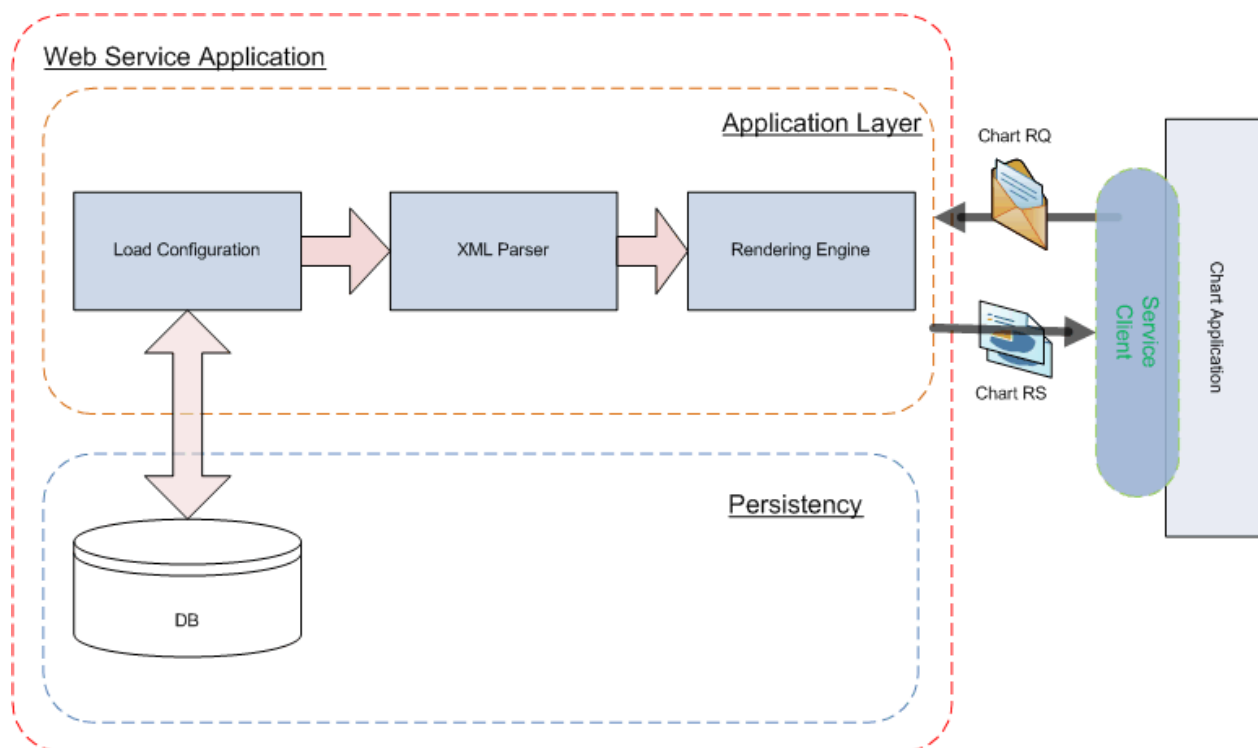 Web Service Application
Application Layer
Load Configuration
XML Parser
Rendering Engine
Persistency
DB
Chart RQ
Chart RS
Service
Client
Chart Application